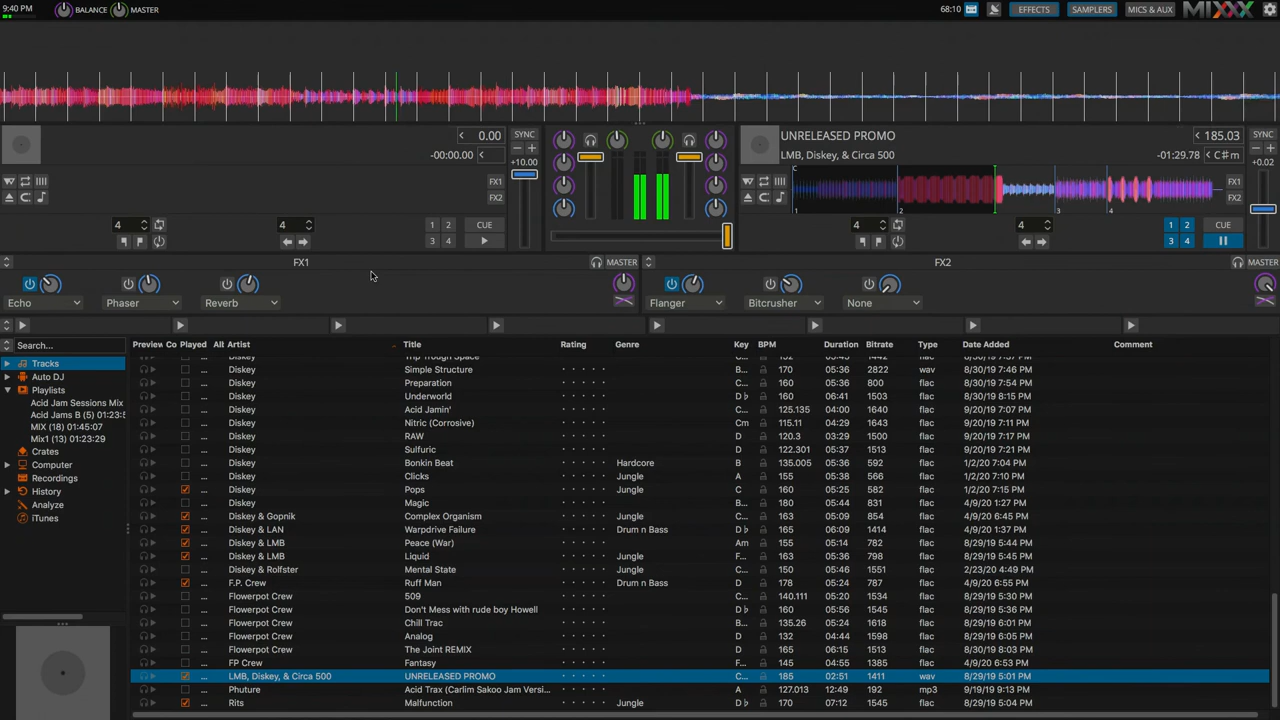 9:40 PM BALANCE MASTER 68:10 EFFECTS SAMPLERS MICS & AUX MIXXX
0.00 SYNC UNRELEASED PROMO 185.03 SYNC
-00:00.00 +10.00 LMB, Diskey, & Circa 500 -01:29.78 C♯m +0.02
C
FX1 FX1
FX2 FX2
1 2 3 4
4 4 1 2 CUE 4 4 1 2 CUE
3 4 3 4
FX1 MASTER FX2 MASTER
Echo Phaser Reverb Flanger Bitcrusher None
Search... Preview Co Played Alt Artist Title Rating Genre Key BPM Duration Bitrate Type Date Added Comment
Tracks
Auto DJ
Playlists
Acid Jam Sessions Mix
Acid Jams B (5) 01:23:5
MIX (18) 01:45:07
Mix1 (13) 01:23:29
Crates
Computer
Recordings
History
Analyze
iTunes
Diskey Trip Trough Space
... Diskey Simple Structure B... 170 05:36 2822 wav 8/30/19 7:46 PM
... Diskey Preparation C... 160 05:36 800 flac 8/30/19 7:54 PM
... Diskey Underworld D♭ 160 06:41 1503 flac 8/30/19 8:15 PM
... Diskey Acid Jamin' C... 125.135 04:00 1640 flac 9/20/19 7:07 PM
... Diskey Nitric (Corrosive) Cm 115.11 04:29 1643 flac 9/20/19 7:11 PM
... Diskey RAW D 120.3 03:29 1500 flac 9/20/19 7:17 PM
... Diskey Sulfuric D 122.301 05:37 1513 flac 9/20/19 7:21 PM
... Diskey Bonkin Beat Hardcore B 135.005 05:36 592 flac 1/2/20 7:04 PM
... Diskey Clicks Jungle A 155 05:38 566 flac 1/2/20 7:10 PM
... Diskey Pops Jungle C 160 05:25 582 flac 1/2/20 7:15 PM
... Diskey Magic D 180 05:44 831 flac 4/9/20 1:27 PM
... Diskey & Gopnik Complex Organism Jungle C... 163 05:09 854 flac 4/9/20 6:45 PM
... Diskey & LAN Warpdrive Failure Drum n Bass D♭ 165 06:09 1414 flac 4/9/20 1:37 PM
... Diskey & LMB Peace (War) Am 155 05:14 782 flac 8/29/19 5:44 PM
... Diskey & LMB Liquid Jungle F... 163 05:36 798 flac 8/29/19 5:45 PM
... Diskey & Rolfster Mental State Jungle C... 150 05:46 1551 flac 2/23/20 4:49 PM
... F.P. Crew Ruff Man Drum n Bass D 178 05:24 787 flac 4/9/20 6:55 PM
... Flowerpot Crew 509 C... 140.111 05:20 1534 flac 8/29/19 5:30 PM
... Flowerpot Crew Don't Mess with rude boy Howell D♭ 160 05:56 1545 flac 8/29/19 5:36 PM
... Flowerpot Crew Chill Trac D♭ 135.26 05:22 1618 flac 8/29/19 6:01 PM
... Flowerpot Crew Analog D 132 04:44 1598 flac 8/29/19 6:05 PM
... Flowerpot Crew The Joint REMIX D 165 06:15 1513 flac 8/30/19 8:03 PM
... FP Crew Fantasy D 145 04:55 1385 flac 4/9/20 6:53 PM
... LMB, Diskey, & Circa 500 UNRELEASED PROMO C... 185 02:51 1411 wav 8/29/19 5:01 PM
... Phuture Acid Trax (Carlim Sakoo Jam Versi... A 127.013 12:49 192 mp3 9/19/19 9:13 PM
... Rits Malfunction Jungle D♭ 170 07:12 1545 flac 8/29/19 5:02 PM